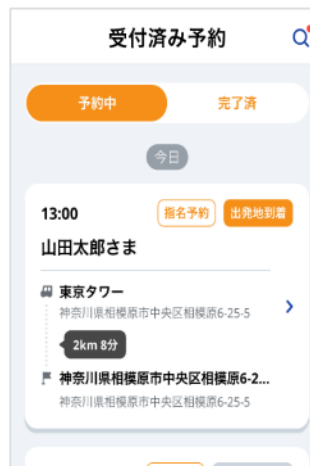 受付済み予約
予約中
完了済
今日
13:00
指名予約
出発地到着
山田太郎さま
東京タワー
神奈川県相模原市中央区相模原6-25-5
2km 8分
神奈川県相模原市中央区相模原6-2...
神奈川県相模原市中央区相模原6-25-5